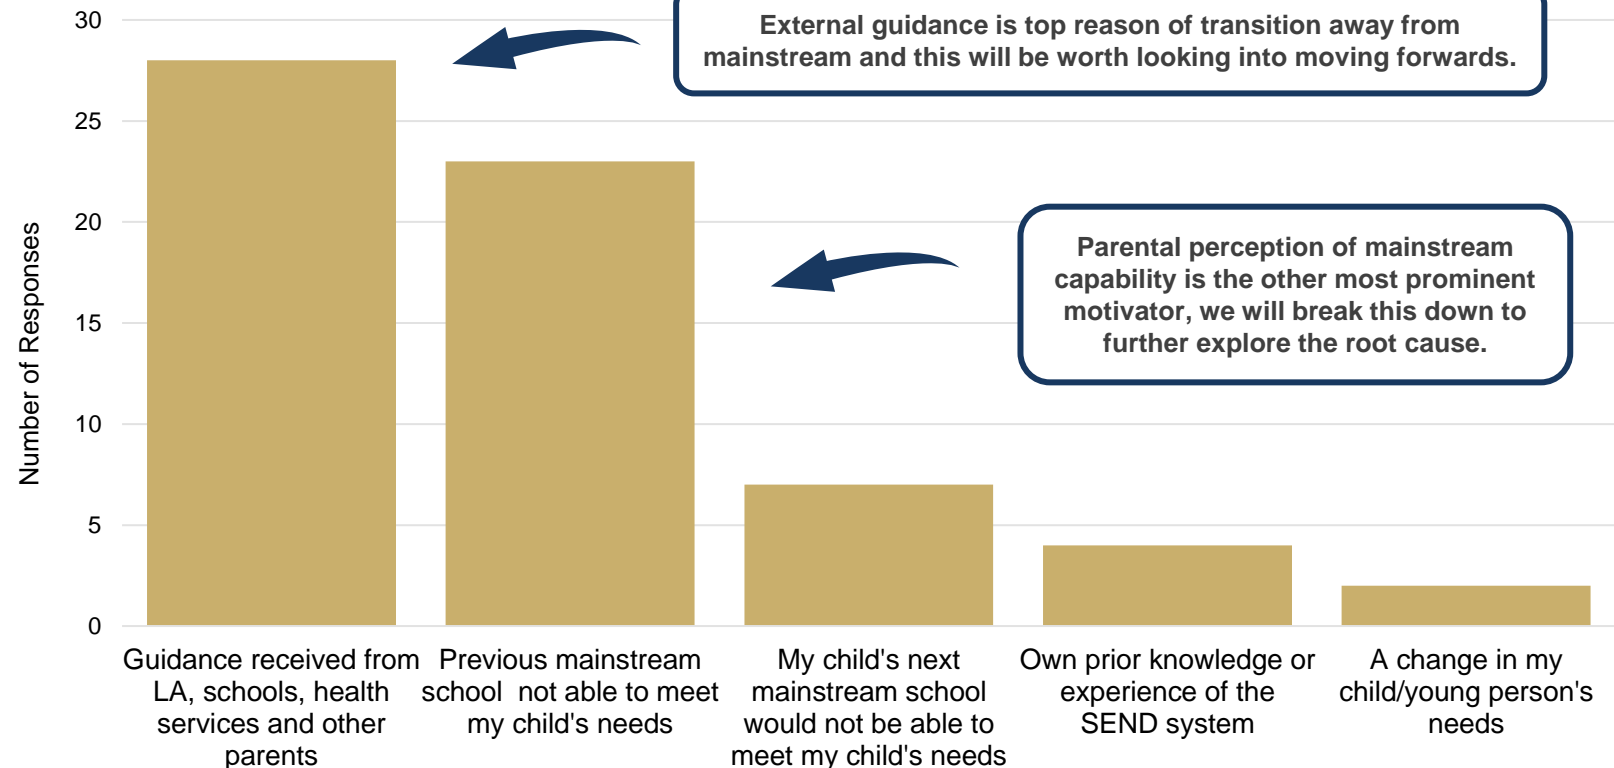 30
External guidance is top reason of transition away from
mainstream and this will be worth looking into moving forwards.
25
20
Parental perception of mainstream
capability is the other most prominent
motivator, we will break this down to
further explore the root cause.
15
10
5
0
Number of Responses
Guidance received from
LA, schools, health
services and other
parents
Previous mainstream
school  not able to meet
my child's needs
My child's next
mainstream school
would not be able to
meet my child's needs
Own prior knowledge or
experience of the
SEND system
A change in my
child/young person's
needs